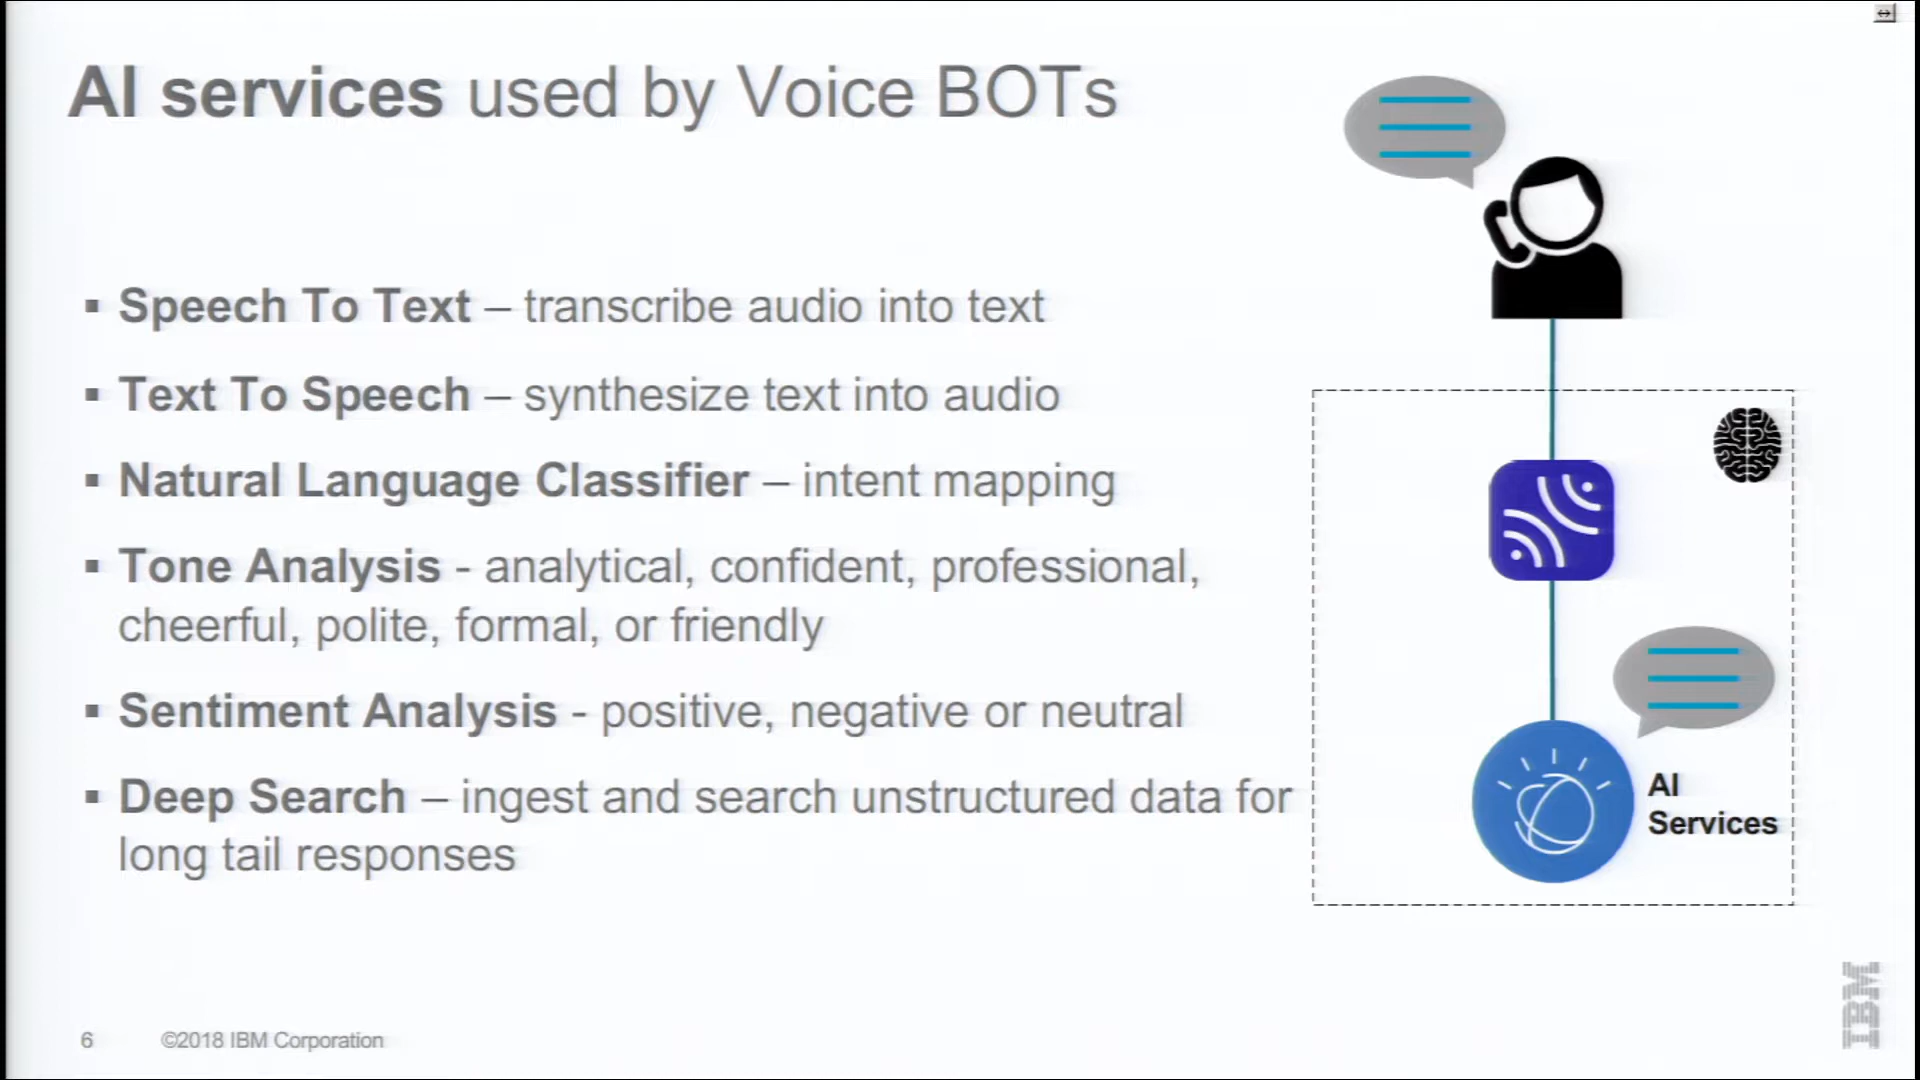 AI services used by Voice BOTs
▪ Speech To Text – transcribe audio into text
▪ Text To Speech – synthesize text into audio
▪ Natural Language Classifier – intent mapping
▪ Tone Analysis - analytical, confident, professional,
cheerful, polite, formal, or friendly
▪ Sentiment Analysis - positive, negative or neutral
▪ Deep Search – ingest and search unstructured data for
long tail responses
AI
Services
6 ©2018 IBM Corporation
IBM